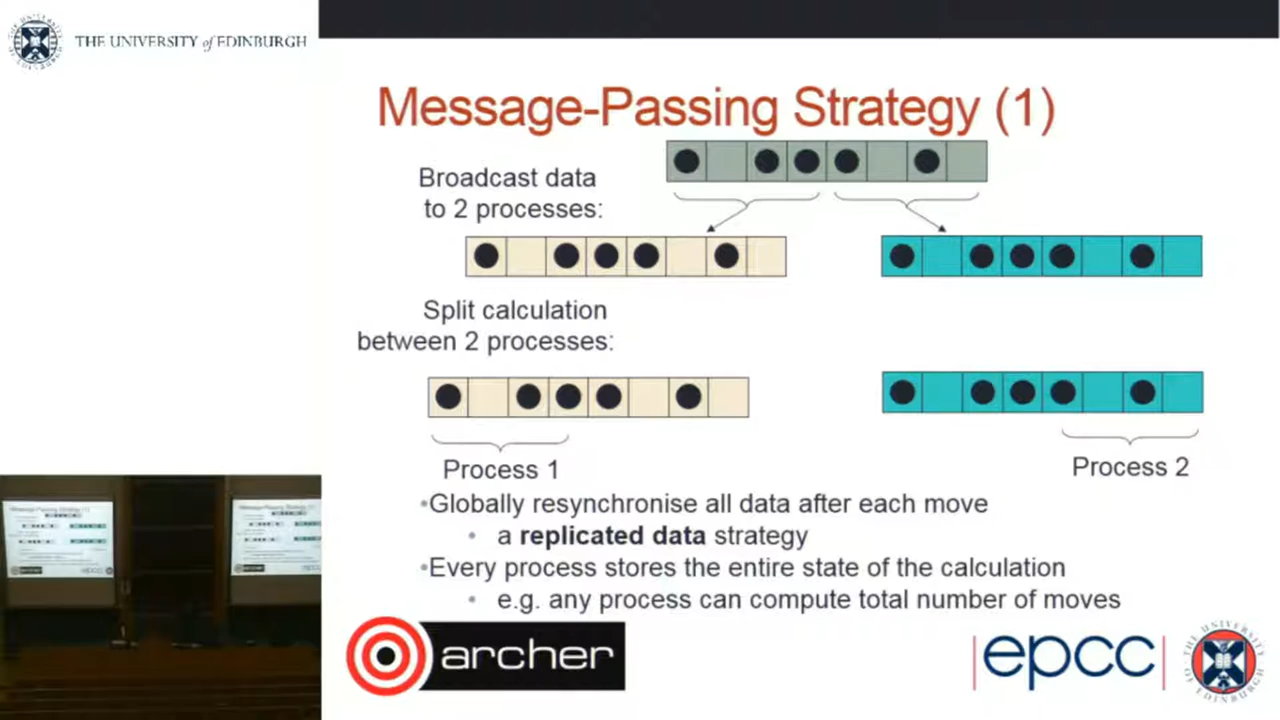 THE UNIVERSITY of EDINBURGH
Message-Passing Strategy (1)
Broadcast data
to 2 processes:
Split calculation
between 2 processes:
Process 1
Process 2
•Globally resynchronise all data after each move
• a replicated data strategy
•Every process stores the entire state of the calculation
• e.g. any process can compute total number of moves
archer
|epcc|